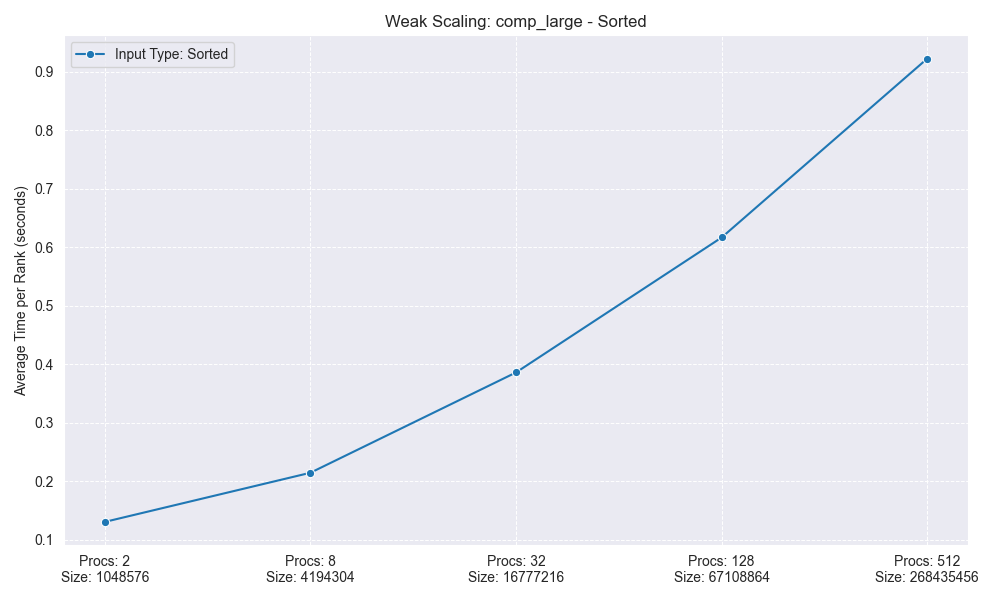 Weak Scaling: comp_large - Sorted
Input Type: Sorted
Average Time per Rank (seconds)
0.9
0.8
0.7
0.6
0.5
0.4
0.3
0.2
0.1
Procs: 2
Size: 1048576
Procs: 8
Size: 4194304
Procs: 32
Size: 16777216
Procs: 128
Size: 67108864
Procs: 512
Size: 268435456